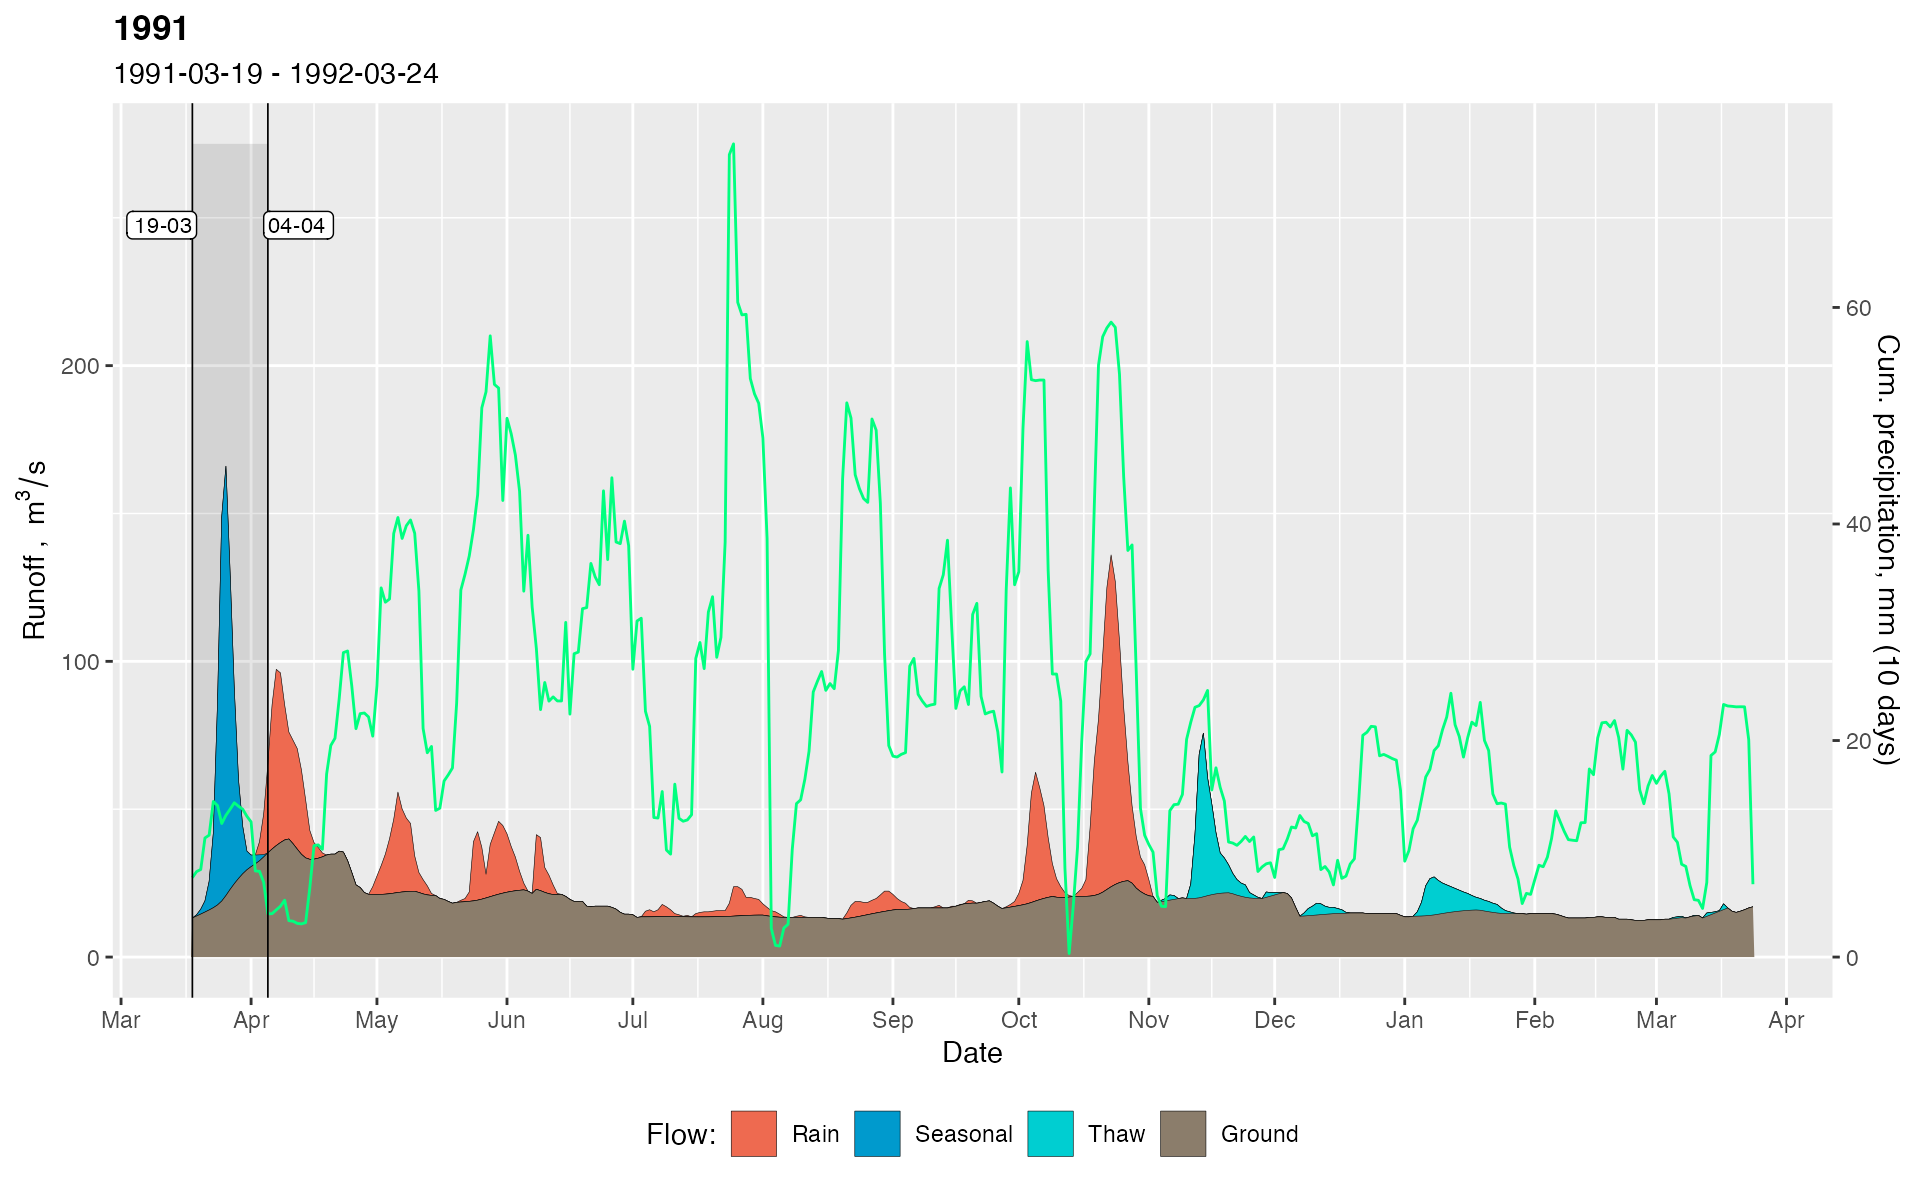 1991
1991-03-19 - 1992-03-24
19-03
04-04
200
100
0
60
40
20
0
Runoff , m³/s
Cum. precipitation, mm (10 days)
Mar Apr May Jun Jul Aug Sep Oct Nov Dec Jan Feb Mar Apr
Date
Flow: Rain Seasonal Thaw Ground